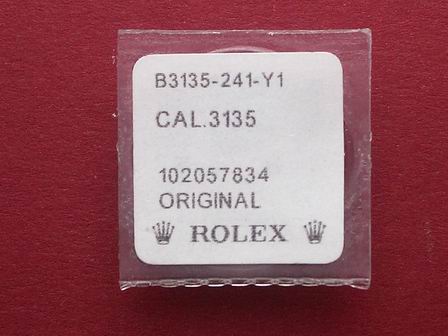 B3135-241-Y1
CAL.3135
102057834
ORIGINAL
ROLEX